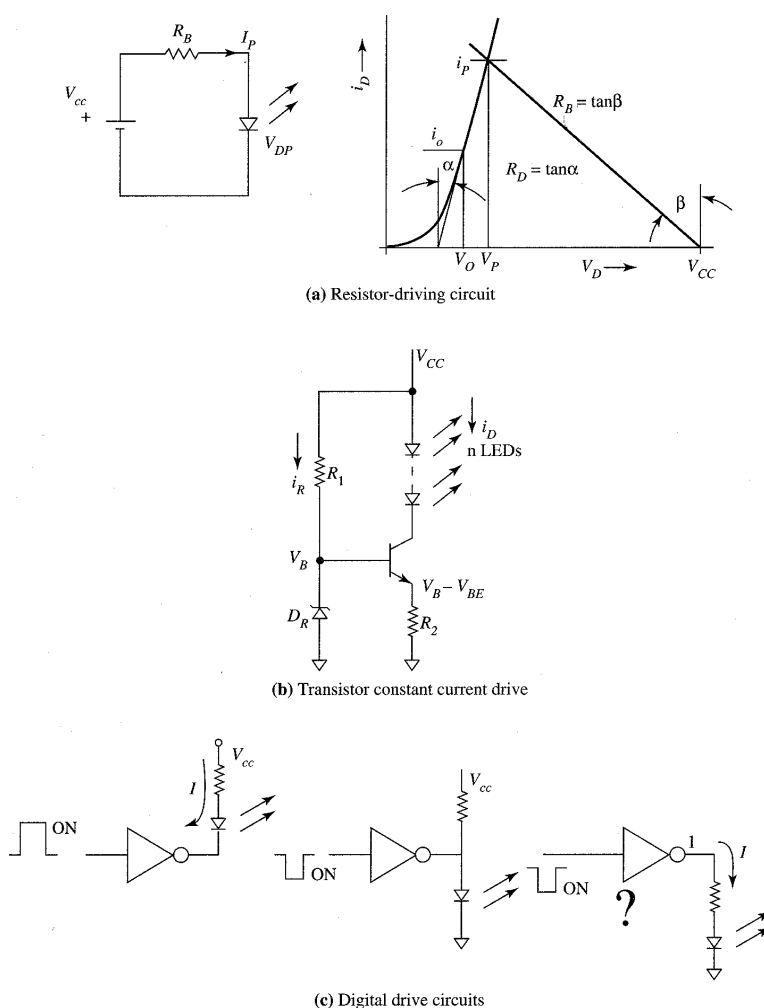 R_B
I_P
V_cc
+
V_DP
i_D
i_P
R_B = tanβ
i_o
α
R_D = tanα
β
V_O V_P V_D V_CC
(a) Resistor-driving circuit
V_CC
i_D
n LEDs
i_R R_1
V_B
V_B – V_BE
D_R
R_2
(b) Transistor constant current drive
V_cc
I
ON
V_cc
ON
1
I
ON
?
(c) Digital drive circuits